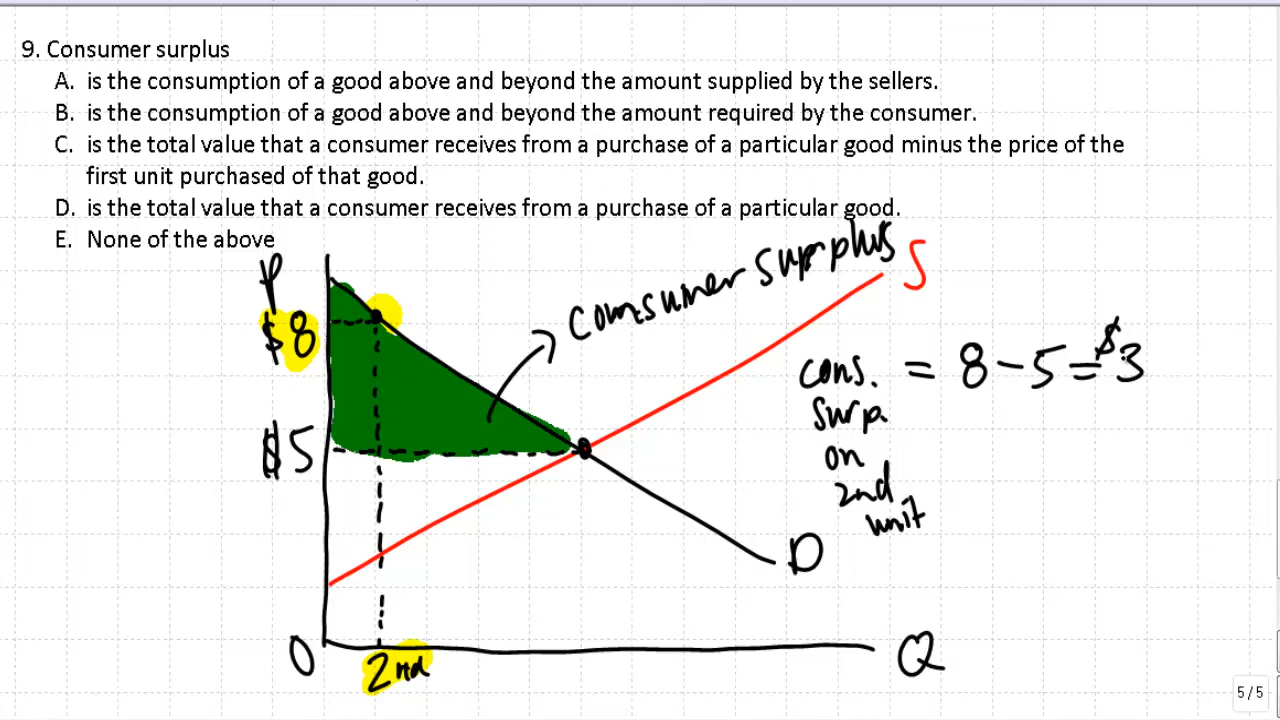 9. Consumer surplus
A. is the consumption of a good above and beyond the amount supplied by the sellers.
B. is the consumption of a good above and beyond the amount required by the consumer.
C. is the total value that a consumer receives from a purchase of a particular good minus the price of the
first unit purchased of that good.
D. is the total value that a consumer receives from a purchase of a particular good.
E. None of the above
P
consumer surplus
S
$8
cons. = 8-5=$3
surp.
on
2nd
unit
$5
D
0
Q
2nd
5/5